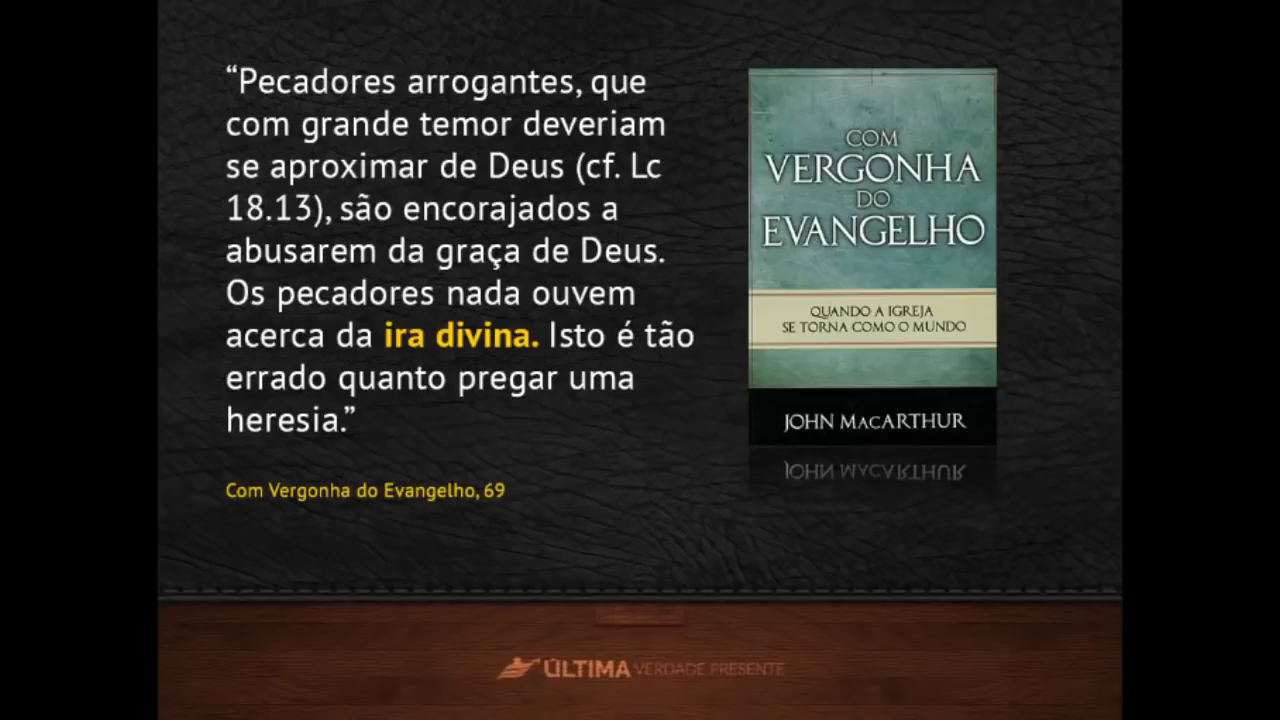 “Pecadores arrogantes, que
com grande temor deveriam
se aproximar de Deus (cf. Lc
18.13), são encorajados a
abusarem da graça de Deus.
Os pecadores nada ouvem
acerca da ira divina. Isto é tão
errado quanto pregar uma
heresia.”
Com Vergonha do Evangelho, 69
COM
VERGONHA
DO
EVANGELHO
QUANDO A IGREJA
SE TORNA COMO O MUNDO
JOHN MACARTHUR
JOHN MACARTHUR
ÚLTIMA VERDADE PRESENTE